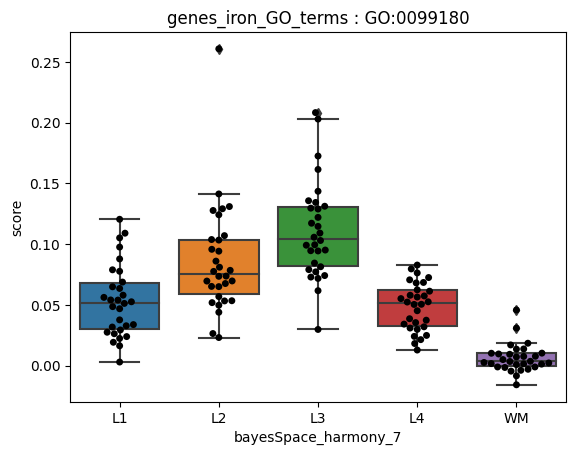 genes_iron_GO_terms : GO:0099180
0.25
0.20
0.15
0.10
0.05
0.00
score
L1 L2 L3 L4 WM
bayesSpace_harmony_7